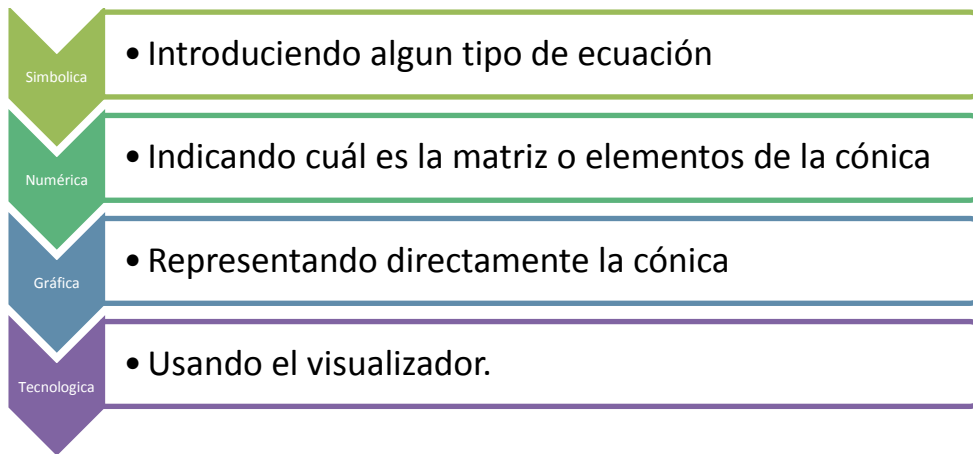 Simbolica
• Introduciendo algun tipo de ecuación
Numérica
• Indicando cuál es la matriz o elementos de la cónica
Gráfica
• Representando directamente la cónica
Tecnologica
• Usando el visualizador.